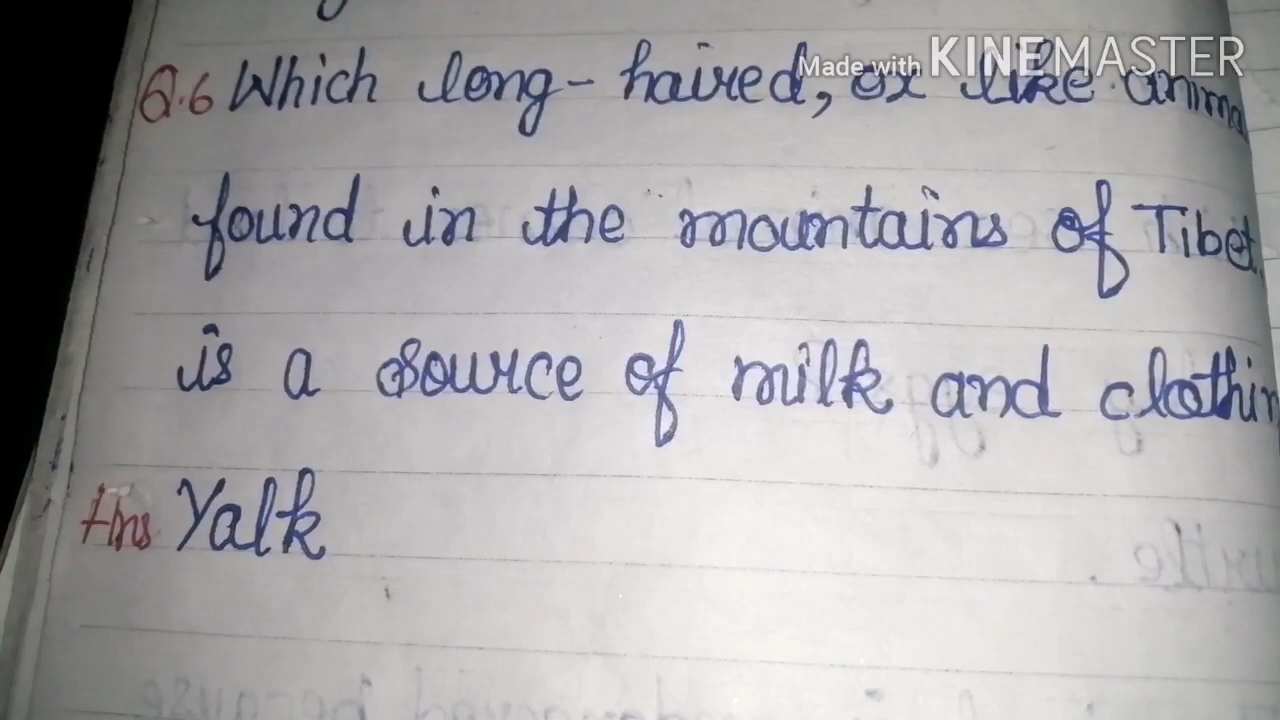 Made with KINEMASTER
Q.6 Which long-haired, ox like anima
found in the mountains of Tibet.
is a source of milk and clothin
Ans Yalk